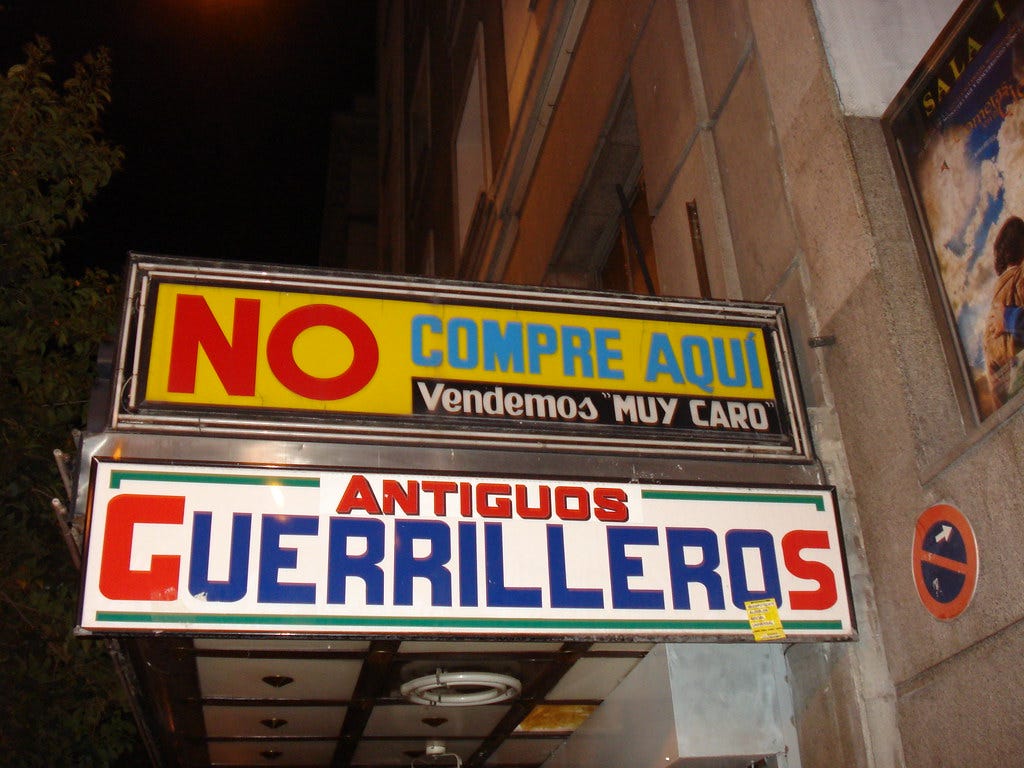 NO COMPRE AQUÍ
Vendemos "MUY CARO"
ANTIGUOS
GUERRILLEROS
SALA 1